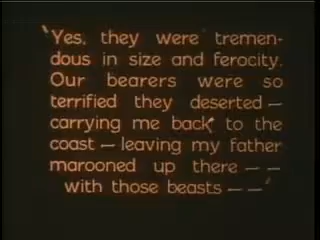 "Yes, they were tremen-
dous in size and ferocity.
Our bearers were so
terrified they deserted —
carrying me back to the
coast — leaving my father
marooned up there — —
with those beasts — —"